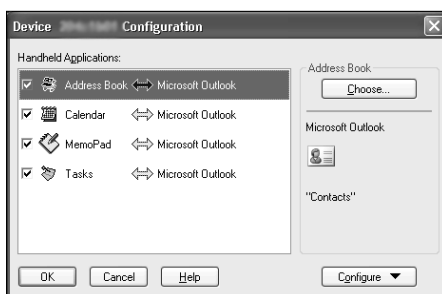 Device Configuration
Handheld Applications:
Address Book Microsoft Outlook
Calendar Microsoft Outlook
MemoPad Microsoft Outlook
Tasks Microsoft Outlook
Address Book
Choose...
Microsoft Outlook
"Contacts"
OK Cancel Help Configure